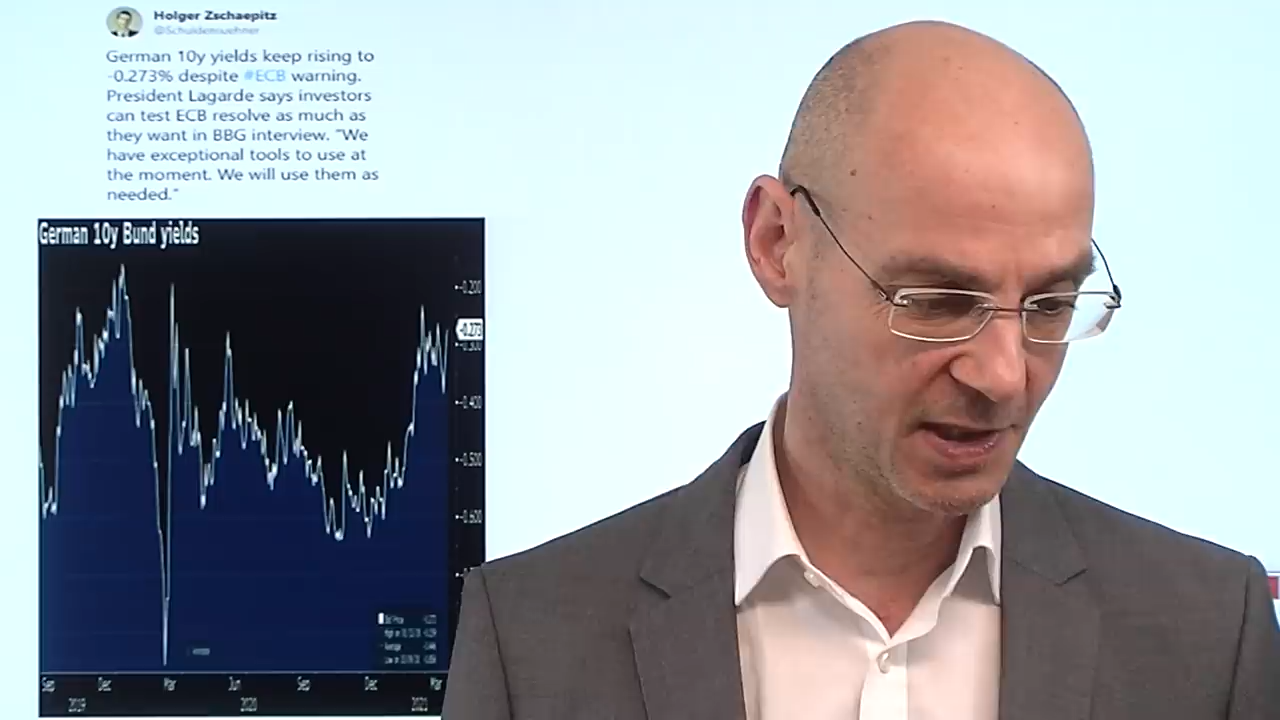 Holger Zschaepitz
@Schuldensuehner
German 10y yields keep rising to
-0.273% despite #ECB warning.
President Lagarde says investors
can test ECB resolve as much as
they want in BBG interview. "We
have exceptional tools to use at
the moment. We will use them as
needed."
German 10y Bund yields
-0.200
-0.273
-0.300
-0.400
-0.500
-0.600
Sep Dec Mar Jun Sep Dec Mar
2019 2020 2021